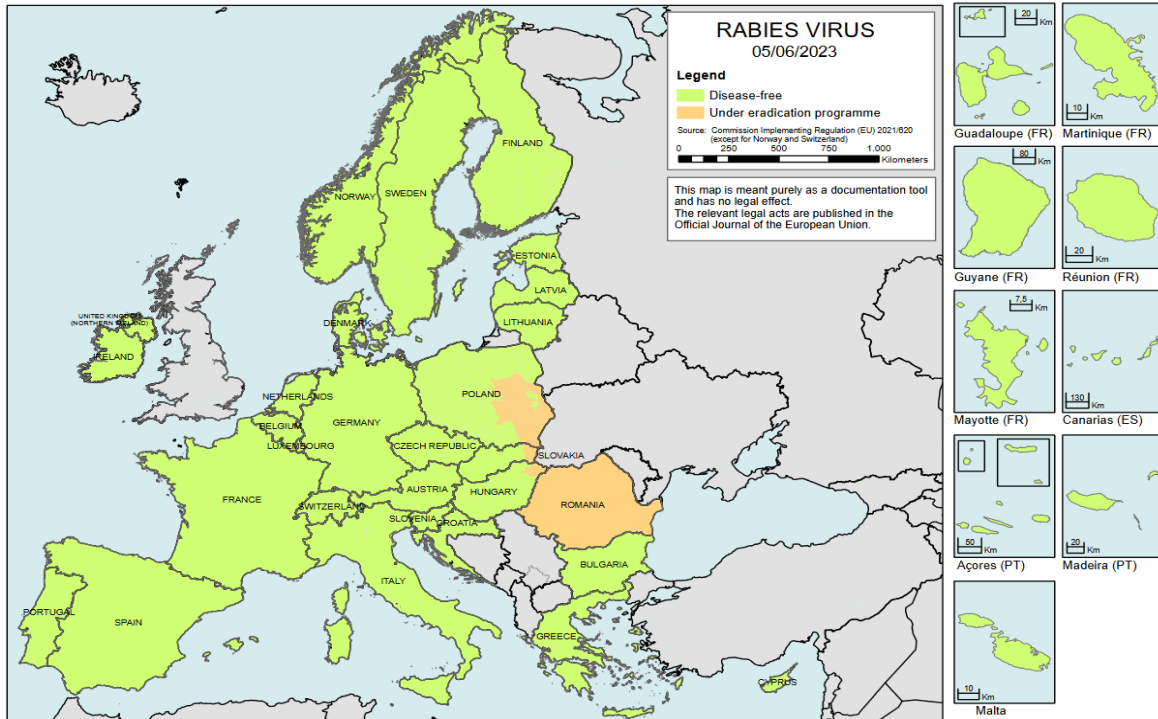 RABIES VIRUS
05/06/2023
Legend
Disease-free
Under eradication programme
Source: Commission Implementing Regulation (EU) 2021/620
(except for Norway and Switzerland)
0 250 500 750 1.000
Kilometers
This map is meant purely as a documentation tool
and has no legal effect.
The relevant legal acts are published in the
Official Journal of the European Union.
FINLAND
NORWAY
SWEDEN
ESTONIA
LATVIA
LITHUANIA
UNITED KINGDOM
(NORTHERN IRELAND)
IRELAND
DENMARK
NETHERLANDS
POLAND
BELGIUM
GERMANY
LUXEMBOURG
CZECH REPUBLIC
SLOVAKIA
FRANCE
AUSTRIA
HUNGARY
SWITZERLAND
ROMANIA
SLOVENIA
CROATIA
ITALY
BULGARIA
PORTUGAL
SPAIN
GREECE
CYPRUS
20
Km
Guadaloupe (FR)
10
Km
Martinique (FR)
80
Km
Guyane (FR)
20
Km
Réunion (FR)
7,5
Km
Mayotte (FR)
130
Km
Canarias (ES)
50
Km
Açores (PT)
20
Km
Madeira (PT)
10
Km
Malta